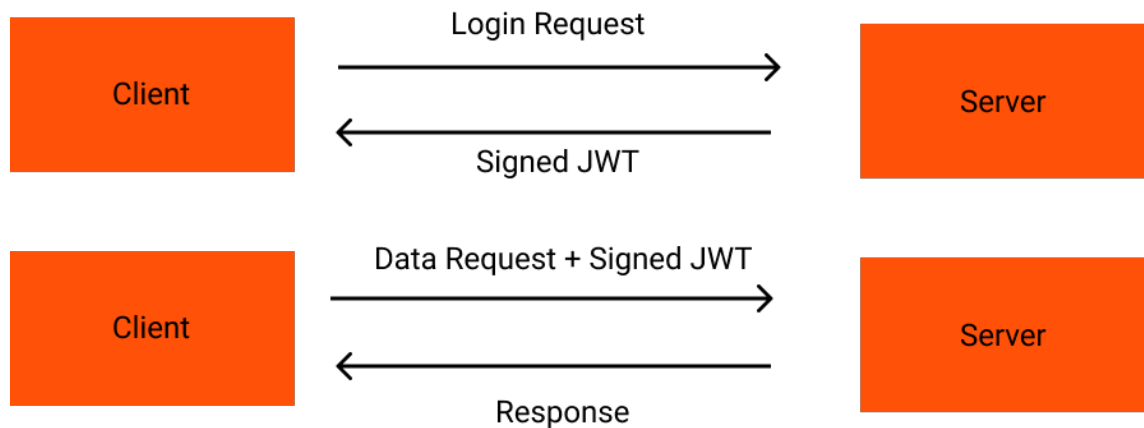 Login Request
Client
Server
Signed JWT
Data Request + Signed JWT
Client
Server
Response